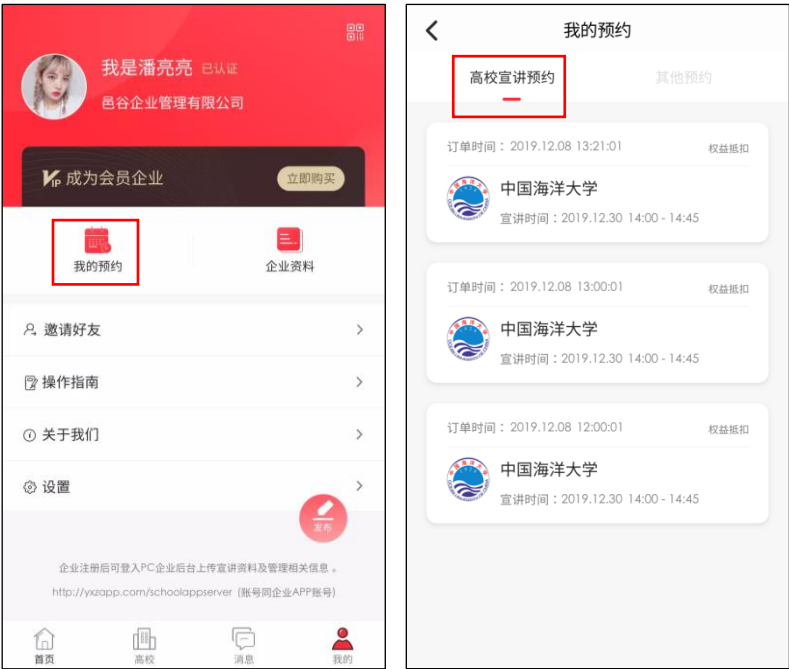 我是潘亮亮 已认证
邑谷企业管理有限公司
VIP 成为会员企业 立即购买
我的预约 企业资料
邀请好友
操作指南
关于我们
设置
发布
企业注册后可登入PC企业后台上传宣讲资料及管理相关信息 。
http://yxzapp.com/schoolappserver (账号同企业APP账号)
首页 高校 消息 我的
我的预约
高校宣讲预约 其他预约
订单时间： 2019.12.08 13:21:01 权益抵扣
中国海洋大学
宣讲时间：2019.12.30 14:00 - 14:45
订单时间： 2019.12.08 13:00:01 权益抵扣
中国海洋大学
宣讲时间：2019.12.30 14:00 - 14:45
订单时间： 2019.12.08 12:00:01 权益抵扣
中国海洋大学
宣讲时间：2019.12.30 14:00 - 14:45